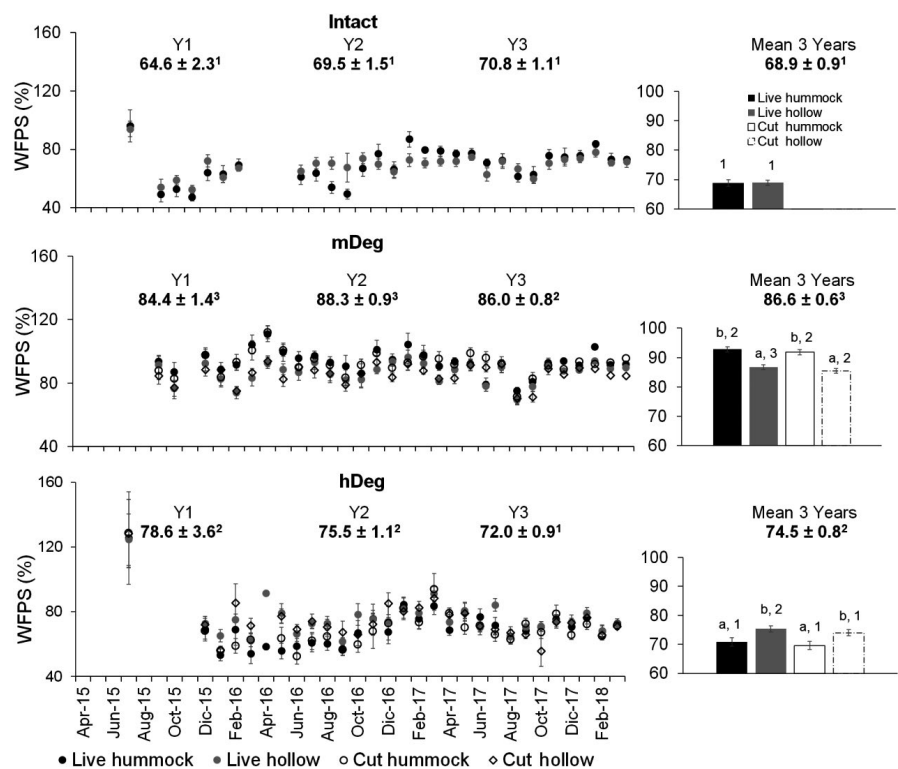 Intact
Y1 Y2 Y3
64.6 ± 2.3¹ 69.5 ± 1.5¹ 70.8 ± 1.1¹
WFPS (%)
160
120
80
40
Mean 3 Years
68.9 ± 0.9¹
100
90
80
70
60
Live hummock
Live hollow
Cut hummock
Cut hollow
1 1
mDeg
Y1 Y2 Y3
84.4 ± 1.4³ 88.3 ± 0.9³ 86.0 ± 0.8²
WFPS (%)
160
120
80
40
Mean 3 Years
86.6 ± 0.6³
100
90
80
70
60
b, 2 a, 3 b, 2 a, 2
hDeg
Y1 Y2 Y3
78.6 ± 3.6² 75.5 ± 1.1² 72.0 ± 0.9¹
WFPS (%)
160
120
80
40
Mean 3 Years
74.5 ± 0.8²
100
90
80
70
60
a, 1 b, 2 a, 1 b, 1
Apr-15 Jun-15 Aug-15 Oct-15 Dic-15 Feb-16 Apr-16 Jun-16 Aug-16 Oct-16 Dic-16 Feb-17 Apr-17 Jun-17 Aug-17 Oct-17 Dic-17 Feb-18
Live hummock Live hollow Cut hummock Cut hollow